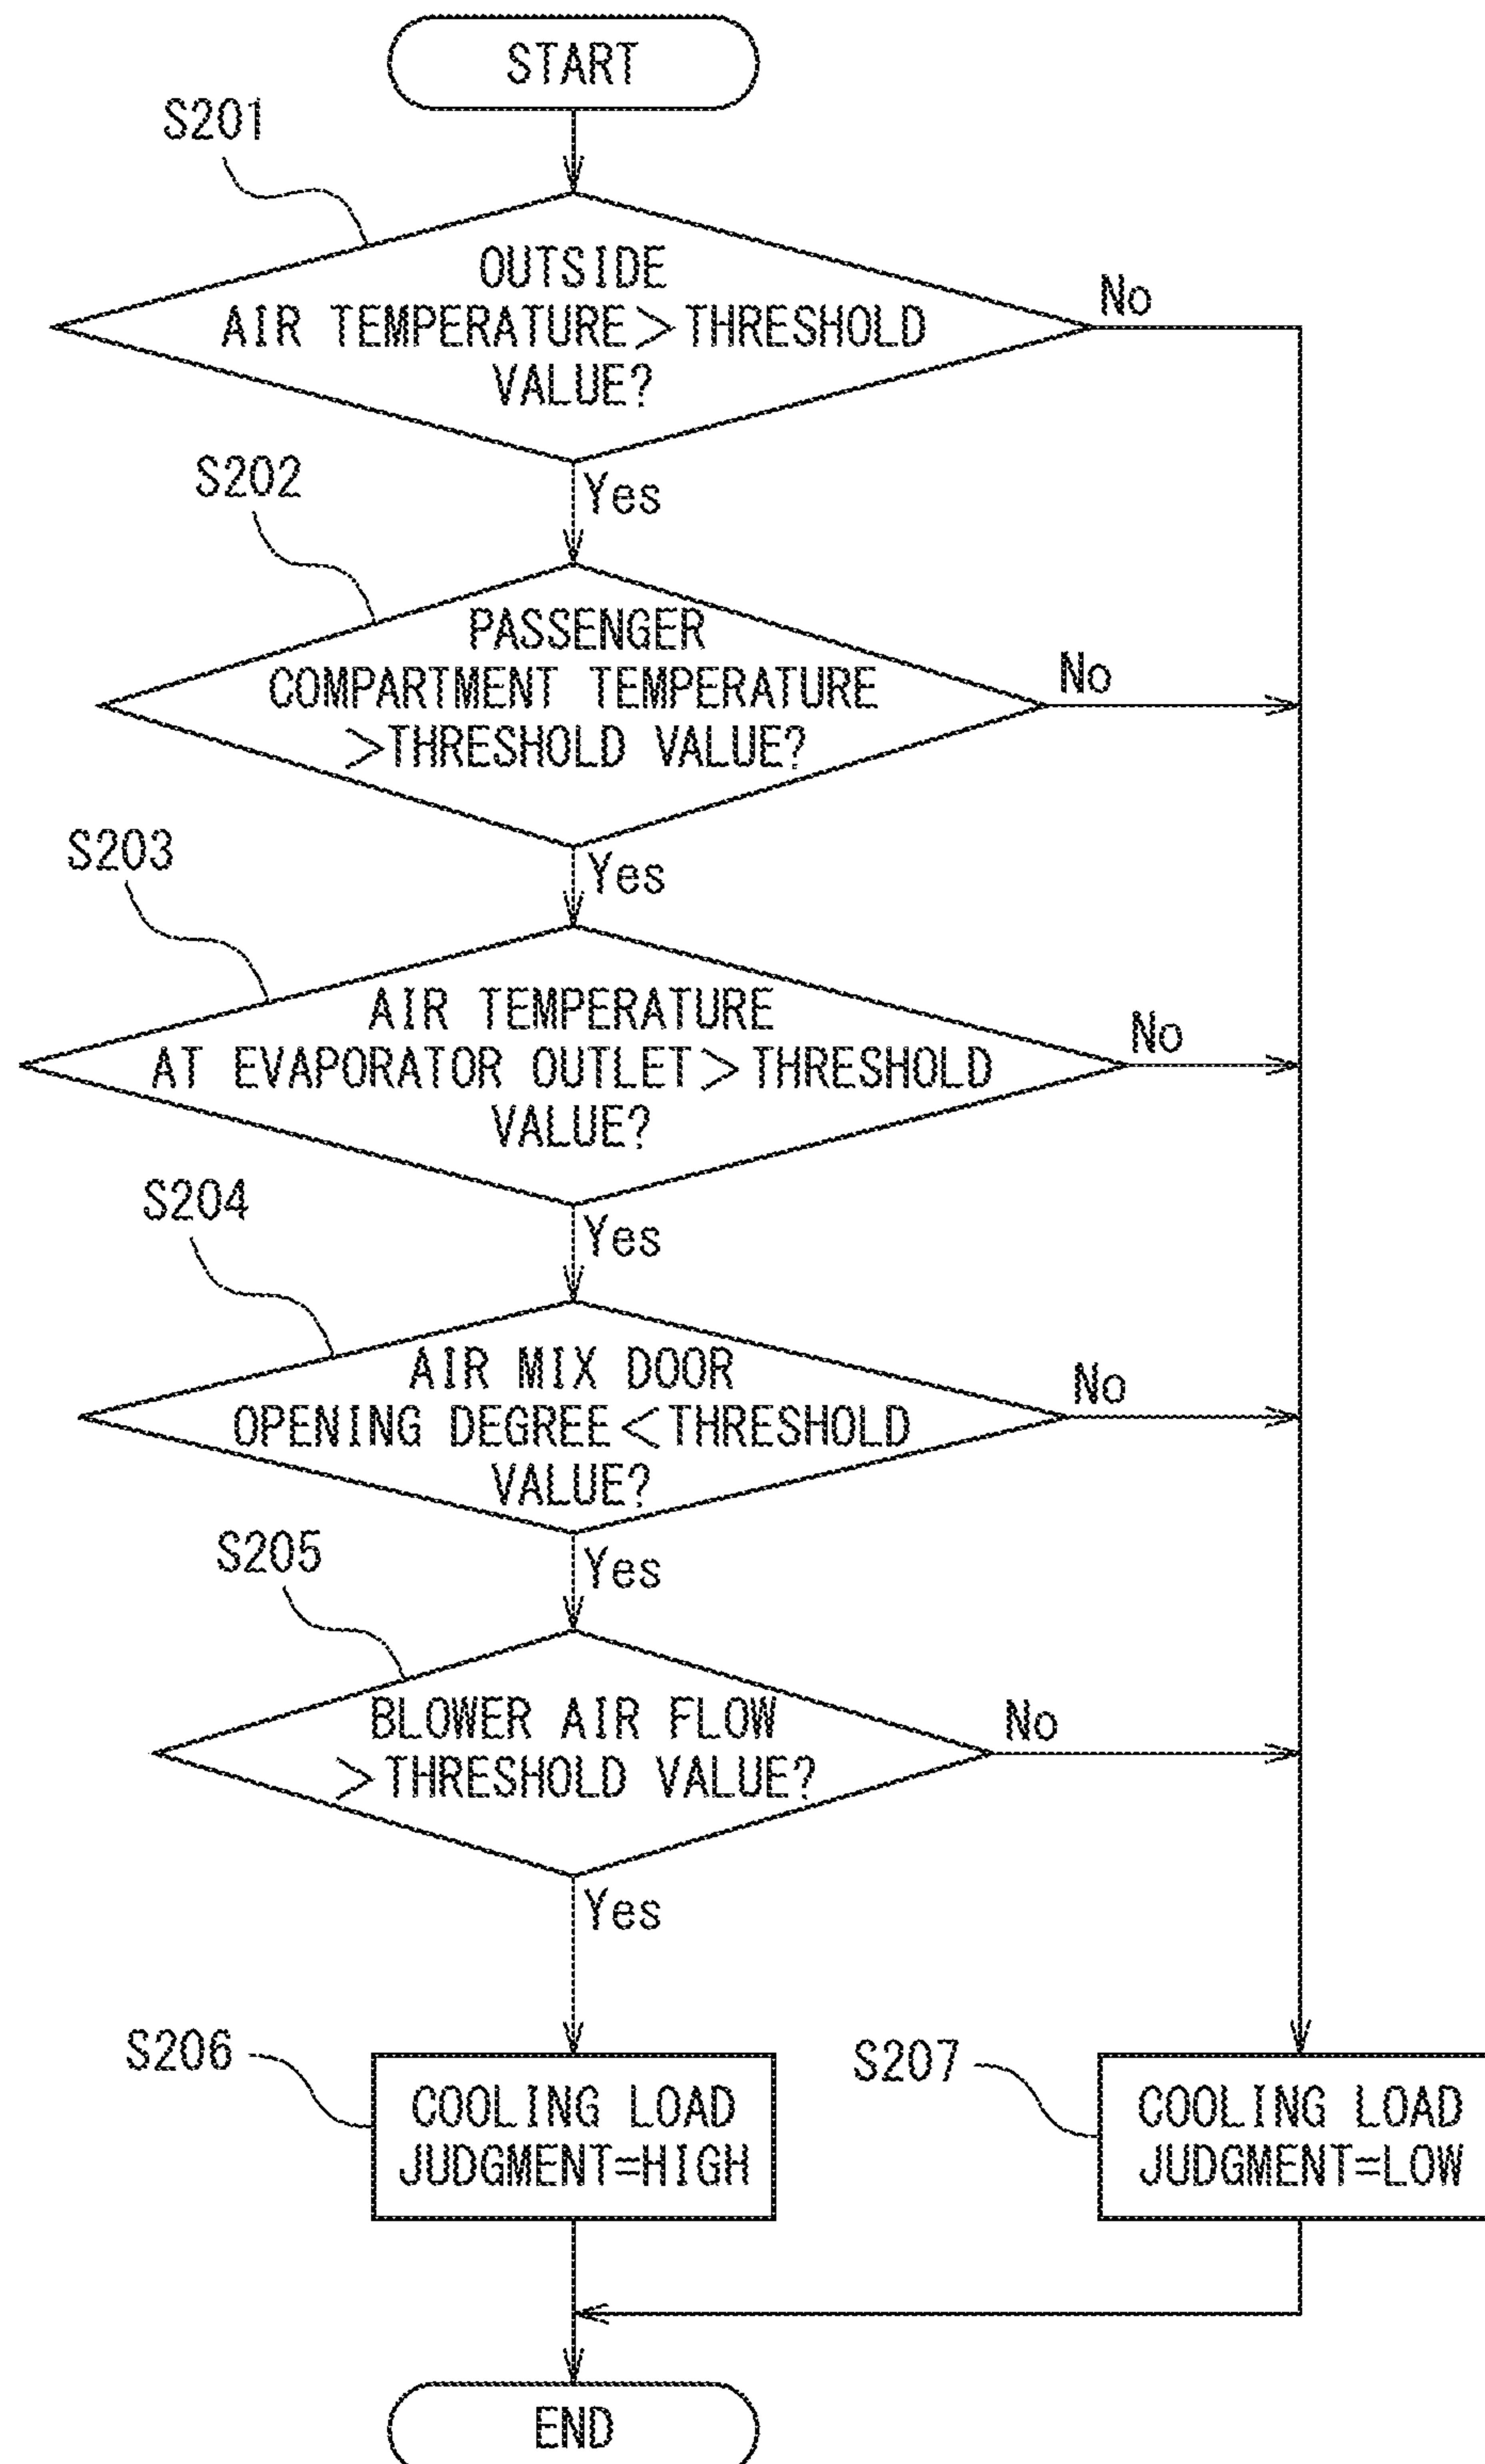 START
S201
OUTSIDE
AIR TEMPERATURE>THRESHOLD
VALUE?
No
Yes
S202
PASSENGER
COMPARTMENT TEMPERATURE
>THRESHOLD VALUE?
No
Yes
S203
AIR TEMPERATURE
AT EVAPORATOR OUTLET>THRESHOLD
VALUE?
No
Yes
S204
AIR MIX DOOR
OPENING DEGREE<THRESHOLD
VALUE?
No
Yes
S205
BLOWER AIR FLOW
>THRESHOLD VALUE?
No
Yes
S206
COOLING LOAD
JUDGMENT=HIGH
S207
COOLING LOAD
JUDGMENT=LOW
END